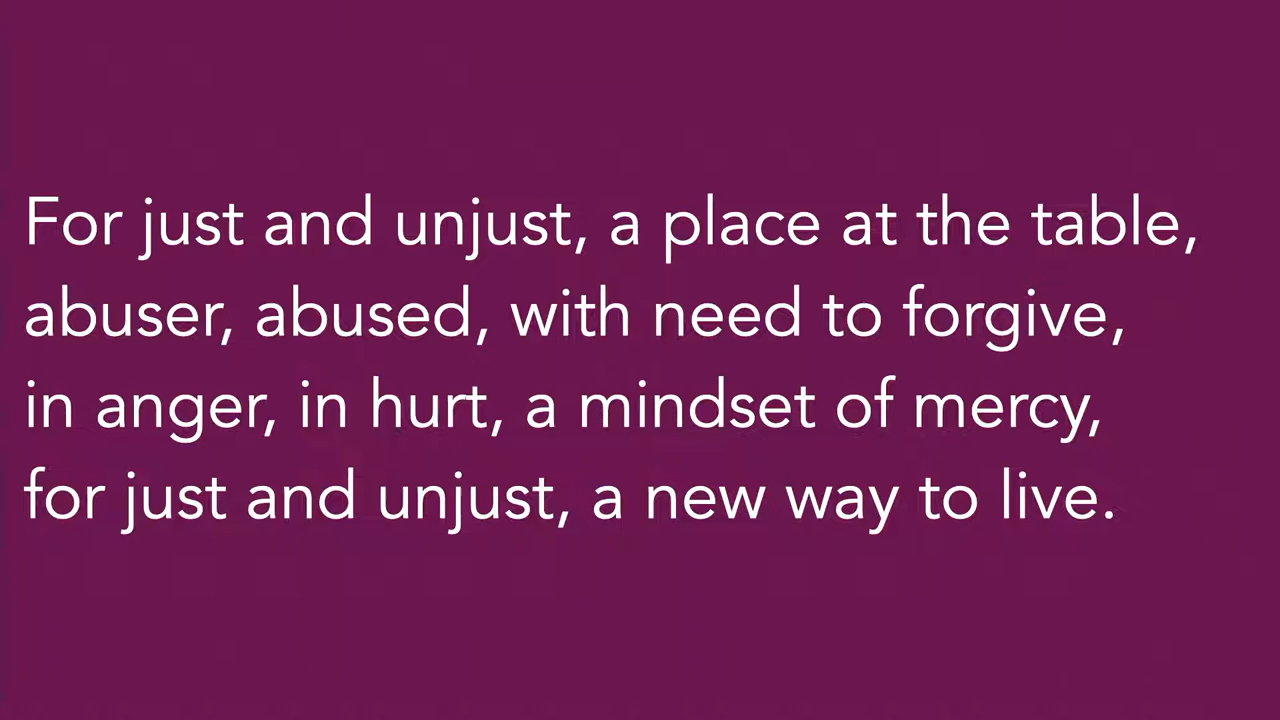 For just and unjust, a place at the table,
abuser, abused, with need to forgive,
in anger, in hurt, a mindset of mercy,
for just and unjust, a new way to live.